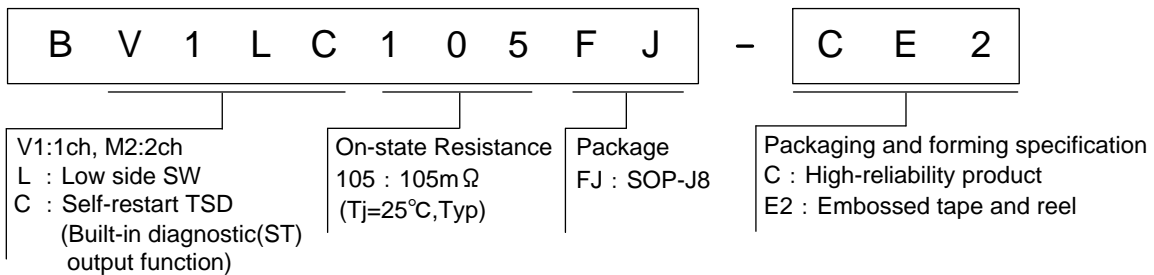 B V 1 L C 1 0 5 F J - C E 2
V1:1ch, M2:2ch
L : Low side SW
C : Self-restart TSD
(Built-in diagnostic(ST)
output function)
On-state Resistance
105 : 105mΩ
(Tj=25℃,Typ)
Package
FJ : SOP-J8
Packaging and forming specification
C : High-reliability product
E2 : Embossed tape and reel